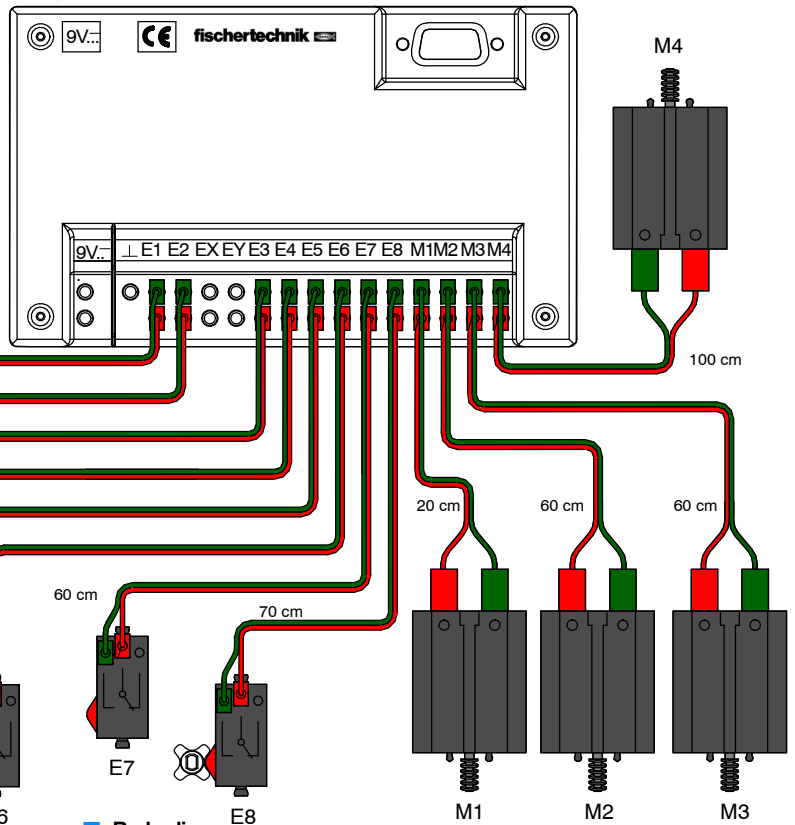 9V CE fischertechnik
M4
9V ⊥ E1 E2 EX EY E3 E4 E5 E6 E7 E8 M1 M2 M3 M4
100 cm
20 cm 60 cm 60 cm
60 cm
70 cm
E7
6 E8 M1 M2 M3